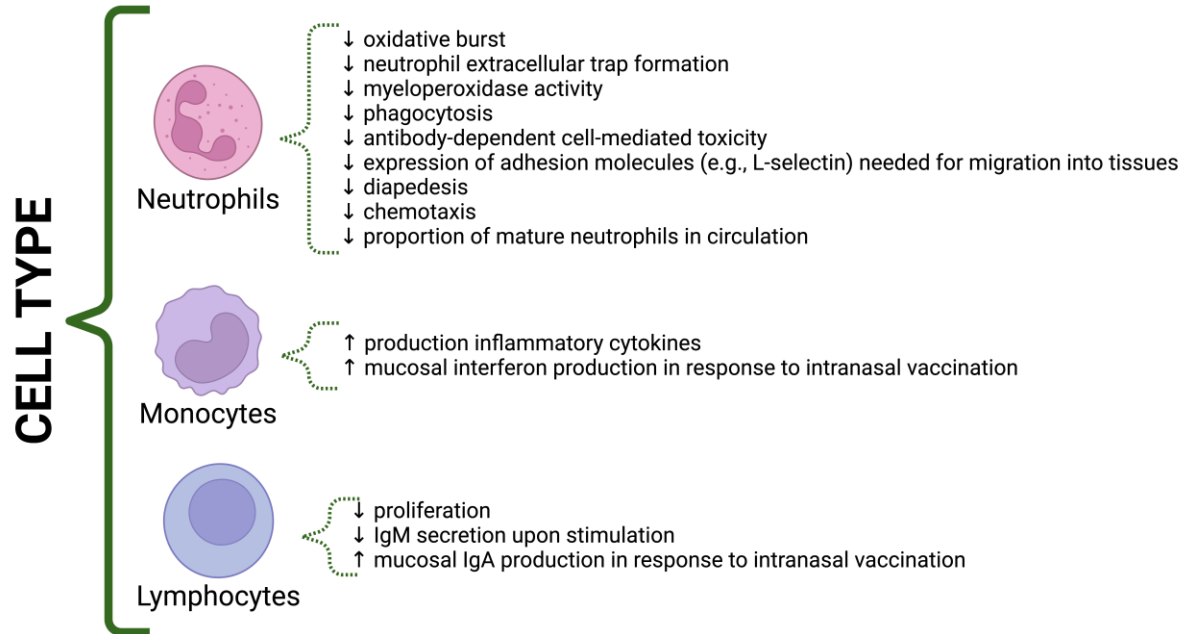 CELL TYPE
Neutrophils
↓ oxidative burst
↓ neutrophil extracellular trap formation
↓ myeloperoxidase activity
↓ phagocytosis
↓ antibody-dependent cell-mediated toxicity
↓ expression of adhesion molecules (e.g., L-selectin) needed for migration into tissues
↓ diapedesis
↓ chemotaxis
↓ proportion of mature neutrophils in circulation
Monocytes
↑ production inflammatory cytokines
↑ mucosal interferon production in response to intranasal vaccination
Lymphocytes
↓ proliferation
↓ IgM secretion upon stimulation
↑ mucosal IgA production in response to intranasal vaccination